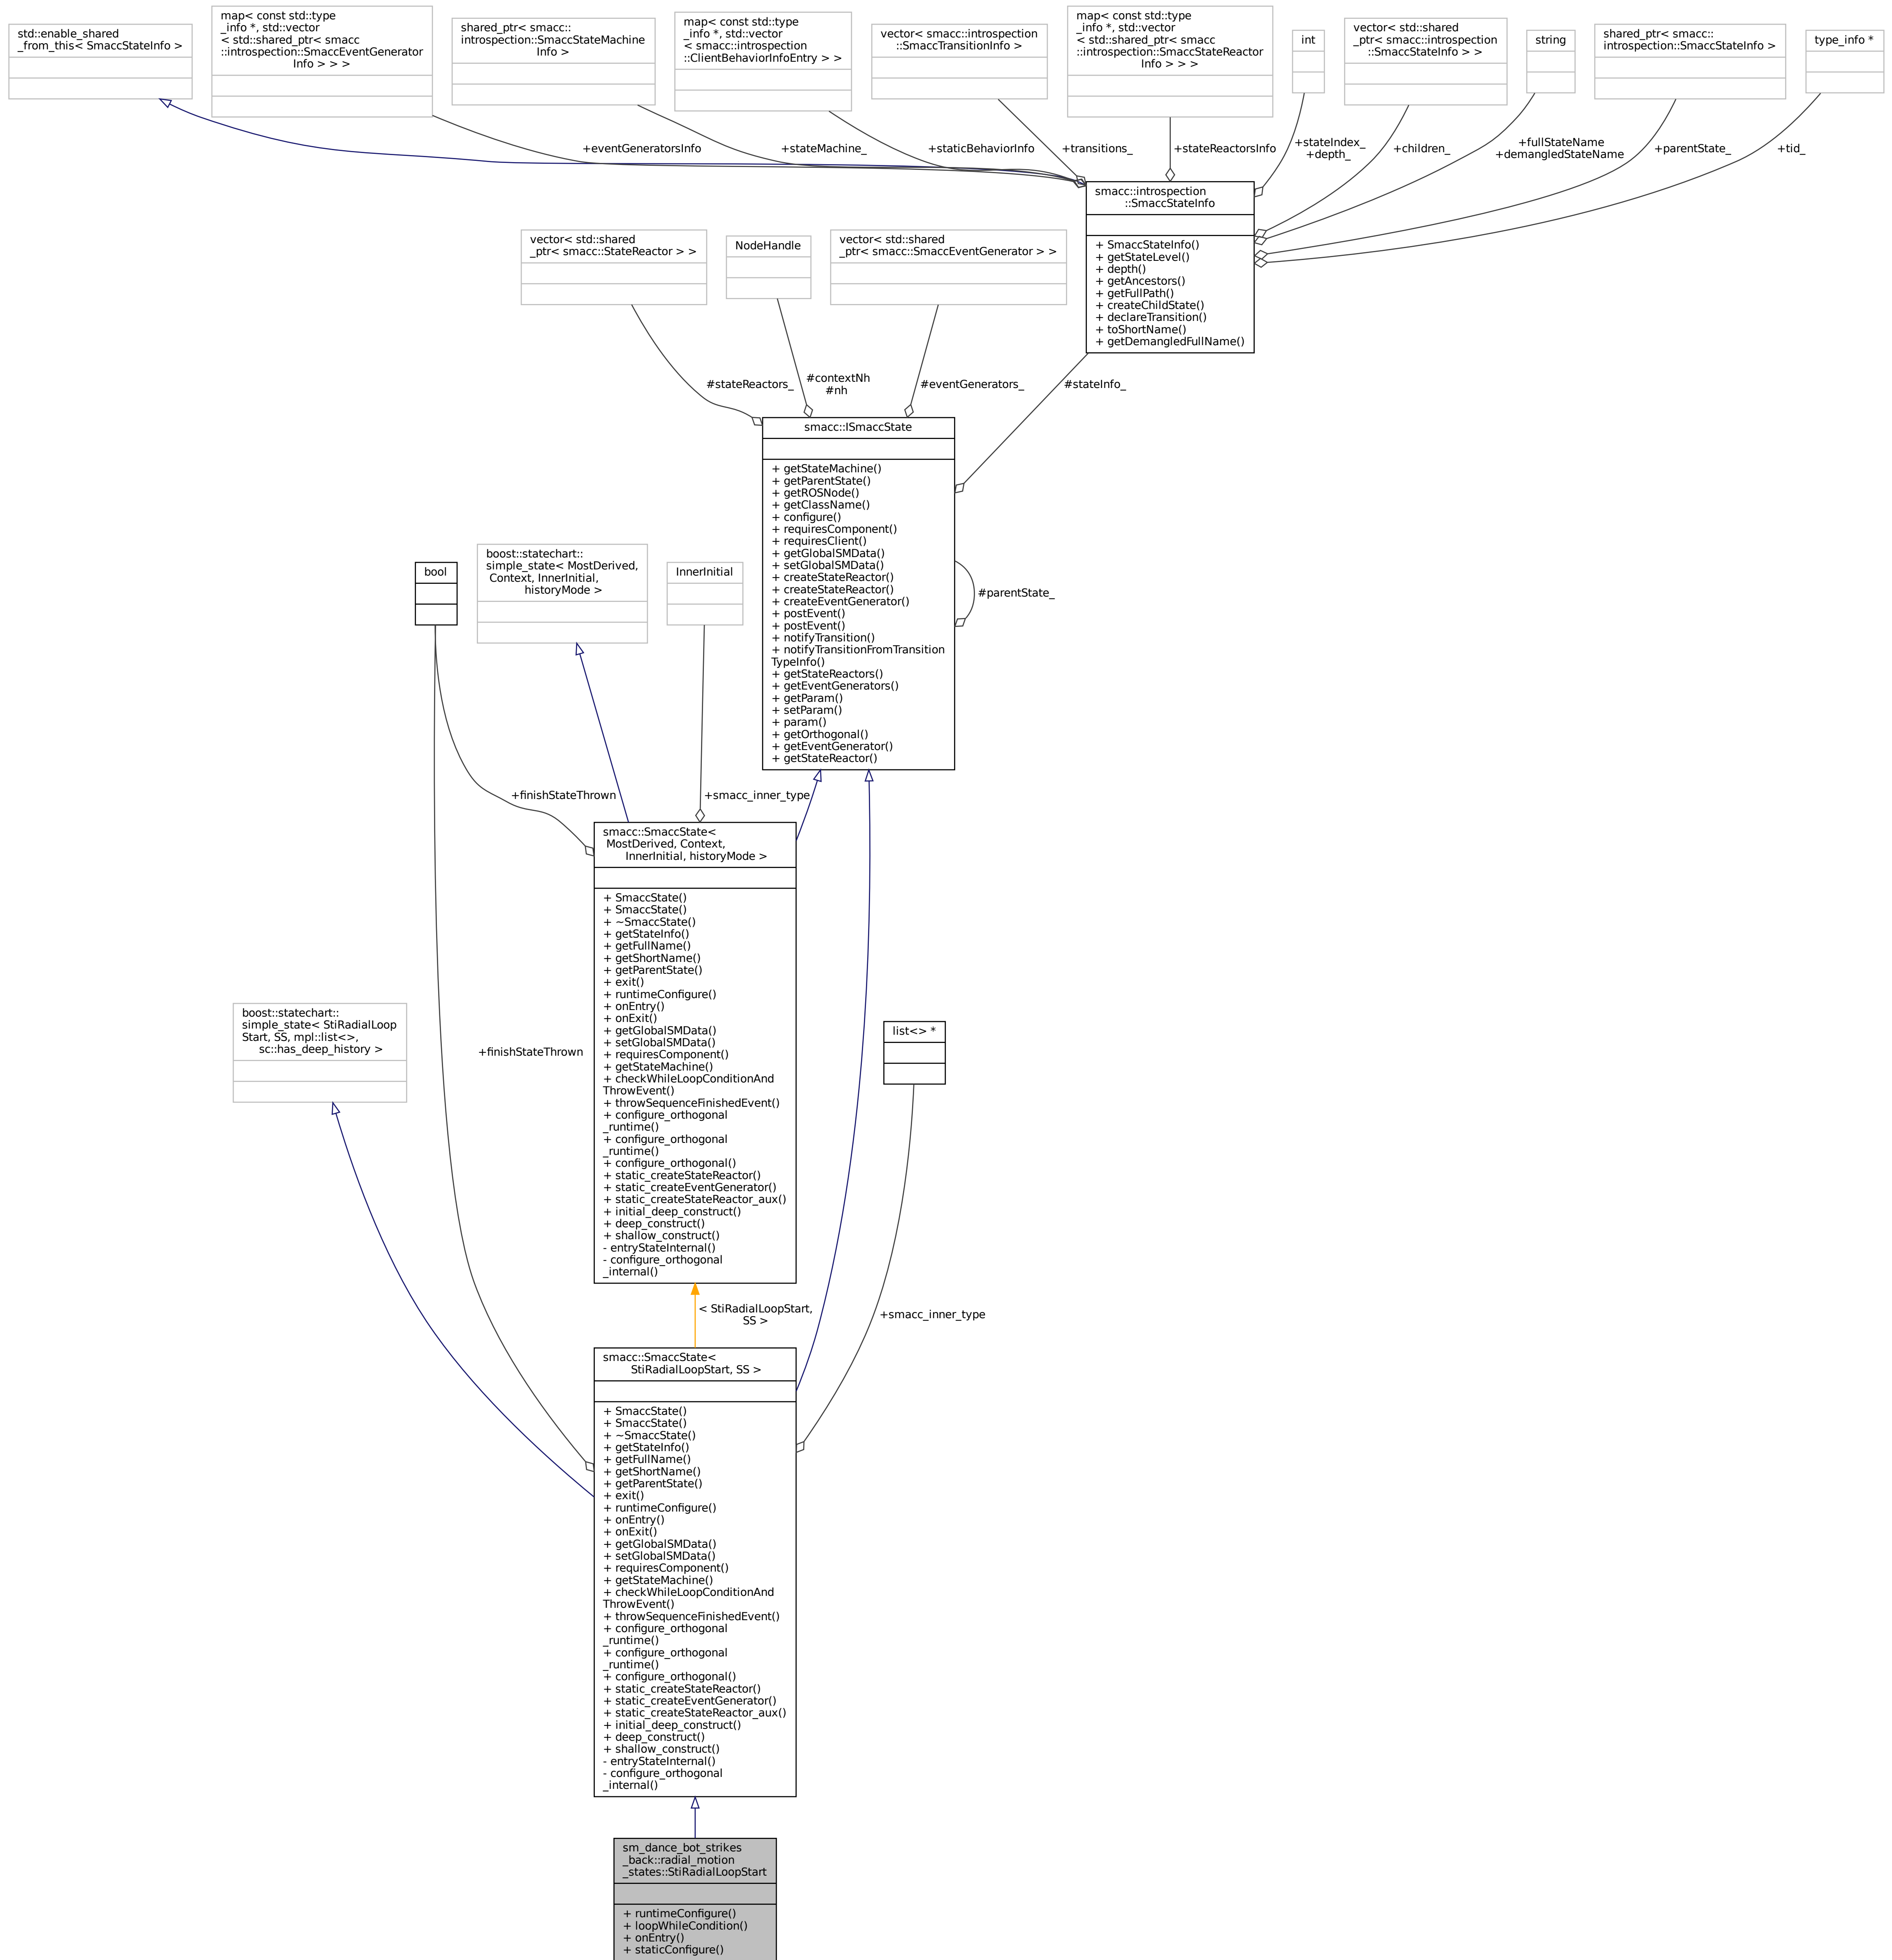 std::enable_shared
_from_this< SmaccStateInfo >
map< const std::type
_info *, std::vector
< std::shared_ptr< smacc
::introspection::SmaccEventGenerator
Info > > >
shared_ptr< smacc::
introspection::SmaccStateMachine
Info >
map< const std::type
_info *, std::vector
< smacc::introspection
::ClientBehaviorInfoEntry > >
vector< smacc::introspection
::SmaccTransitionInfo >
map< const std::type
_info *, std::vector
< std::shared_ptr< smacc
::introspection::SmaccStateReactor
Info > > >
int
vector< std::shared
_ptr< smacc::introspection
::SmaccStateInfo > >
string
shared_ptr< smacc::
introspection::SmaccStateInfo >
type_info *
+eventGeneratorsInfo
+stateMachine_
+staticBehaviorInfo
+transitions_
+stateReactorsInfo
+stateIndex_
+depth_
+children_
+fullStateName
+demangledStateName
+parentState_
+tid_
smacc::introspection
::SmaccStateInfo
+ SmaccStateInfo()
+ getStateLevel()
+ depth()
+ getAncestors()
+ getFullPath()
+ createChildState()
+ declareTransition()
+ toShortName()
+ getDemangledFullName()
vector< std::shared
_ptr< smacc::StateReactor > >
NodeHandle
vector< std::shared
_ptr< smacc::SmaccEventGenerator > >
#stateReactors_
#contextNh
#nh
#eventGenerators_
#stateInfo_
smacc::ISmaccState
+ getStateMachine()
+ getParentState()
+ getROSNode()
+ getClassName()
+ configure()
+ requiresComponent()
+ requiresClient()
+ getGlobalSMData()
+ setGlobalSMData()
+ createStateReactor()
+ createStateReactor()
+ createEventGenerator()
+ postEvent()
+ postEvent()
+ notifyTransition()
+ notifyTransitionFromTransition
TypeInfo()
+ getStateReactors()
+ getEventGenerators()
+ getParam()
+ setParam()
+ param()
+ getOrthogonal()
+ getEventGenerator()
+ getStateReactor()
#parentState_
bool
boost::statechart::
simple_state< MostDerived,
Context, InnerInitial,
historyMode >
InnerInitial
+finishStateThrown
+smacc_inner_type
smacc::SmaccState<
MostDerived, Context,
InnerInitial, historyMode >
+ SmaccState()
+ SmaccState()
+ ~SmaccState()
+ getStateInfo()
+ getFullName()
+ getShortName()
+ getParentState()
+ exit()
+ runtimeConfigure()
+ onEntry()
+ onExit()
+ getGlobalSMData()
+ setGlobalSMData()
+ requiresComponent()
+ getStateMachine()
+ checkWhileLoopConditionAnd
ThrowEvent()
+ throwSequenceFinishedEvent()
+ configure_orthogonal
_runtime()
+ configure_orthogonal
_runtime()
+ configure_orthogonal()
+ static_createStateReactor()
+ static_createEventGenerator()
+ static_createStateReactor_aux()
+ initial_deep_construct()
+ deep_construct()
+ shallow_construct()
- entryStateInternal()
- configure_orthogonal
_internal()
boost::statechart::
simple_state< StiRadialLoop
Start, SS, mpl::list<>,
sc::has_deep_history >
+finishStateThrown
list<> *
< StiRadialLoopStart,
SS >
+smacc_inner_type
smacc::SmaccState<
StiRadialLoopStart, SS >
+ SmaccState()
+ SmaccState()
+ ~SmaccState()
+ getStateInfo()
+ getFullName()
+ getShortName()
+ getParentState()
+ exit()
+ runtimeConfigure()
+ onEntry()
+ onExit()
+ getGlobalSMData()
+ setGlobalSMData()
+ requiresComponent()
+ getStateMachine()
+ checkWhileLoopConditionAnd
ThrowEvent()
+ throwSequenceFinishedEvent()
+ configure_orthogonal
_runtime()
+ configure_orthogonal
_runtime()
+ configure_orthogonal()
+ static_createStateReactor()
+ static_createEventGenerator()
+ static_createStateReactor_aux()
+ initial_deep_construct()
+ deep_construct()
+ shallow_construct()
- entryStateInternal()
- configure_orthogonal
_internal()
sm_dance_bot_strikes
_back::radial_motion
_states::StiRadialLoopStart
+ runtimeConfigure()
+ loopWhileCondition()
+ onEntry()
+ staticConfigure()